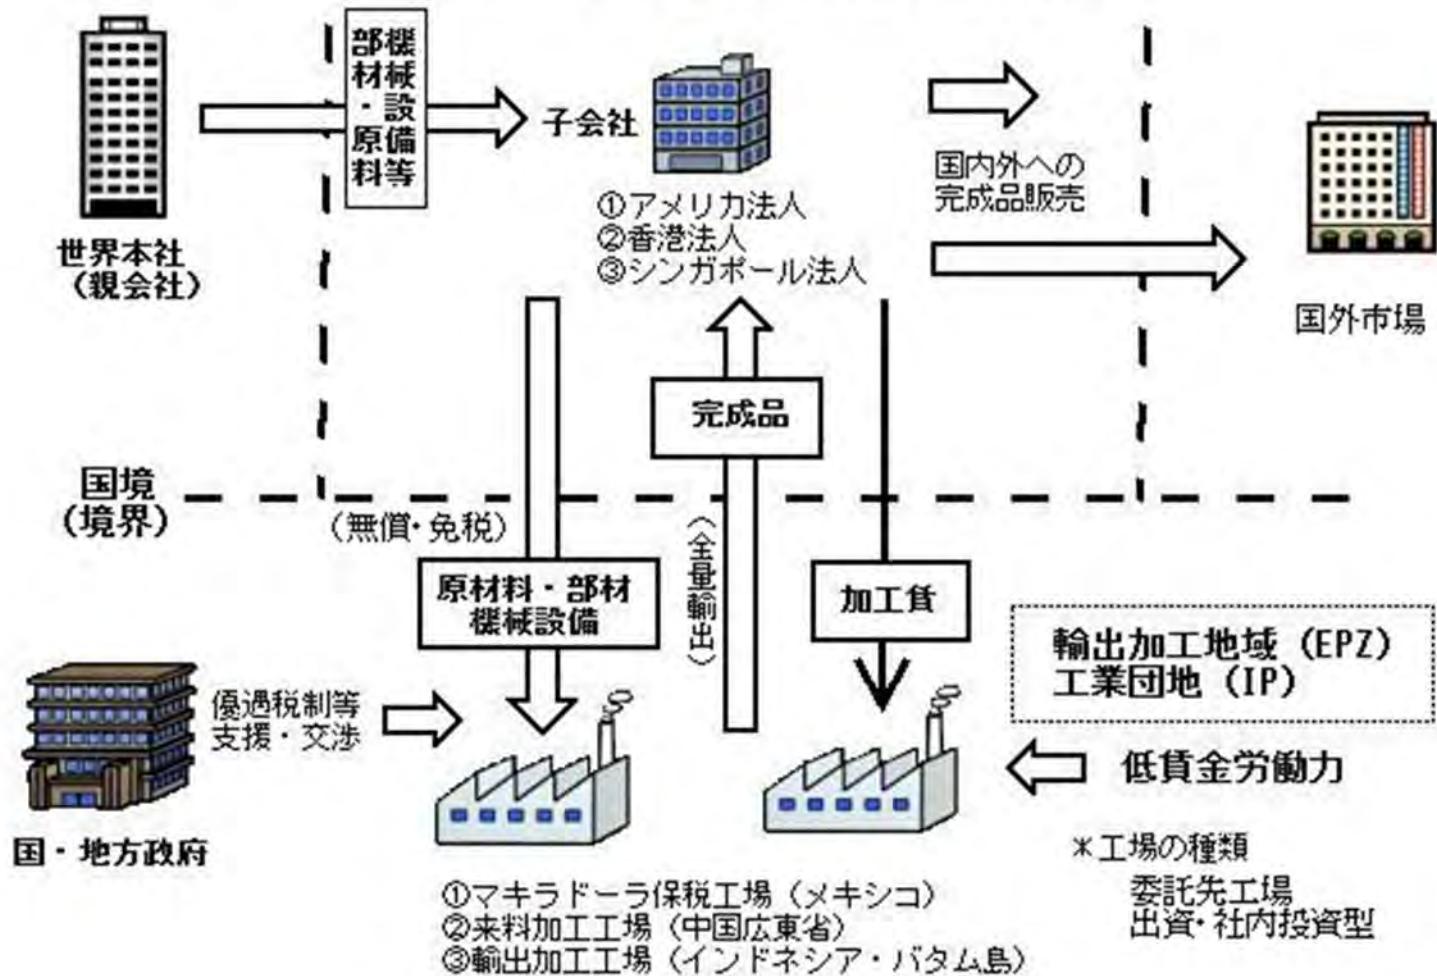 機械・設備等
部材・原料
世界本社
(親会社)
子会社
①アメリカ法人
②香港法人
③シンガポール法人
国内外への
完成品販売
国外市場
完成品
国境
(境界)
(無償・免税)
原材料・部材
機械設備
(全量輸出)
加工賃
輸出加工地域 (EPZ)
工業団地 (IP)
優遇税制等
支援・交渉
低賃金労働力
国・地方政府
*工場の種類
委託先工場
出資・社内投資型
①マキラドーラ保税工場 (メキシコ)
②来料加工工場 (中国広東省)
③輸出加工工場 (インドネシア・バタム島)